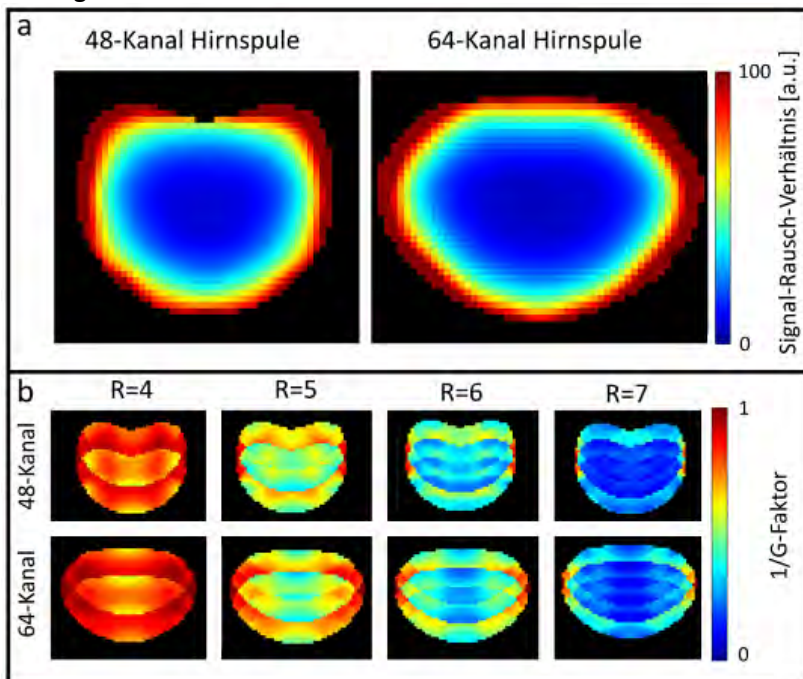 a
48-Kanal Hirnspule
64-Kanal Hirnspule
100
Signal-Rausch-Verhältnis [a.u.]
0
b
R=4
R=5
R=6
R=7
48-Kanal
64-Kanal
1
1/G-Faktor
0